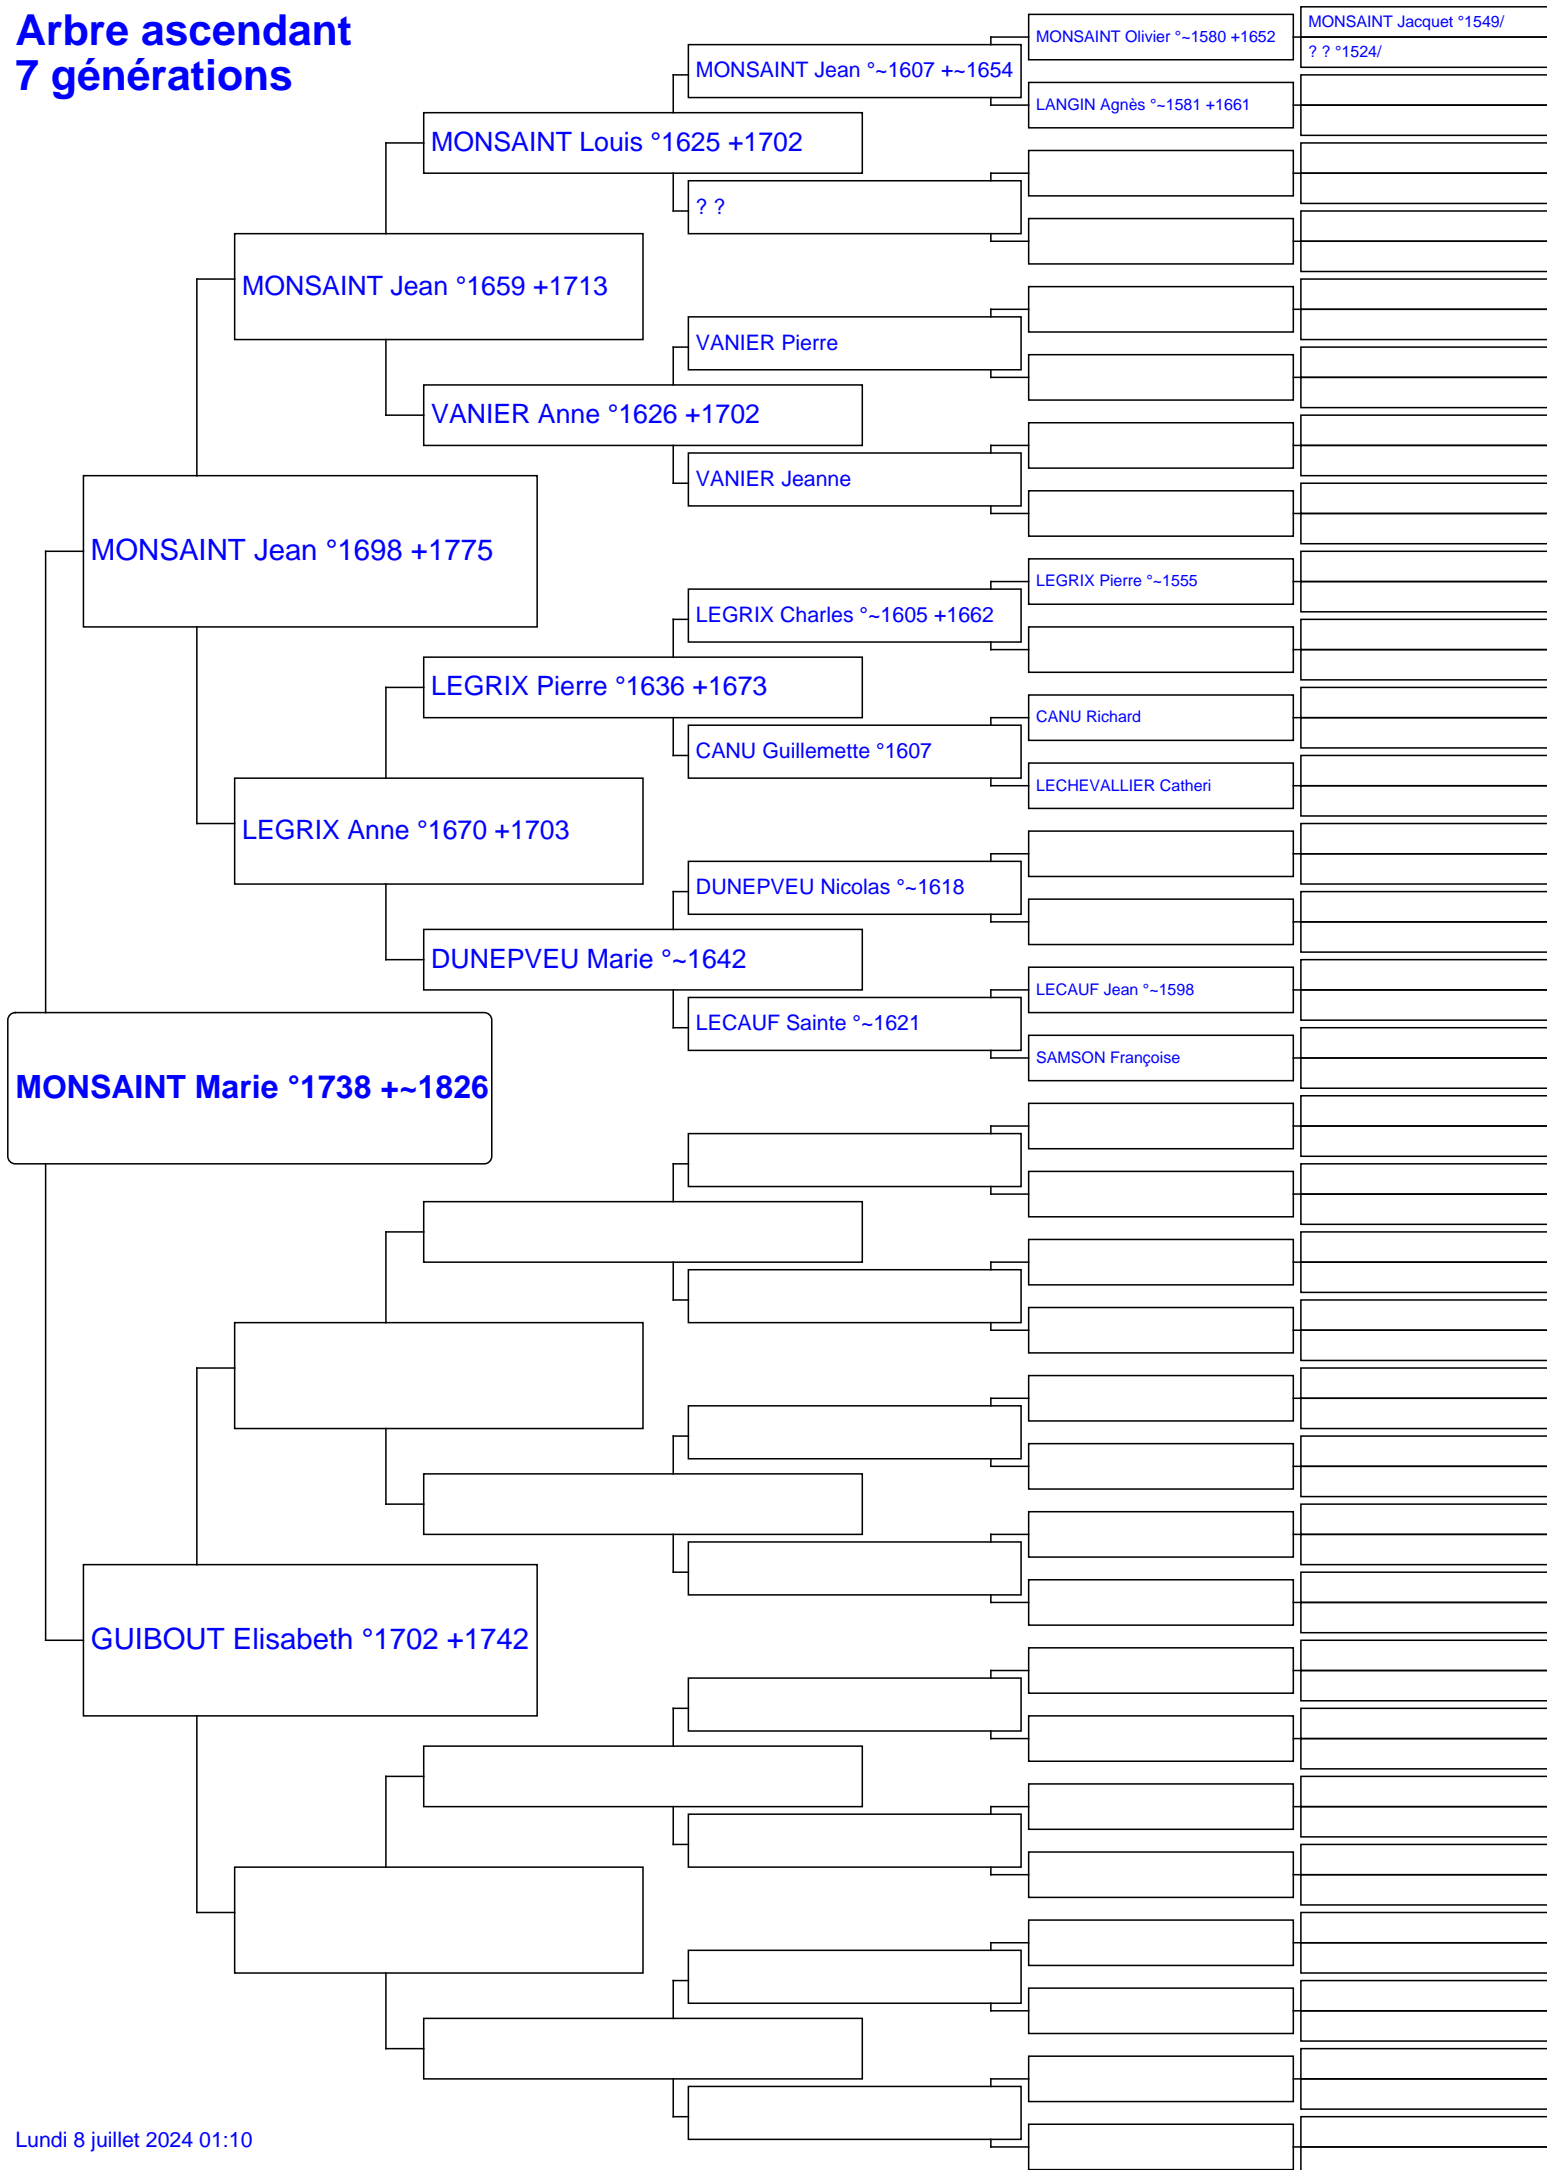 Arbre ascendant
7 générations
MONSAINT Jacquet °1549/
MONSAINT Olivier °~1580 +1652
? ? °1524/
MONSAINT Jean °~1607 +~1654
LANGIN Agnès °~1581 +1661
MONSAINT Louis °1625 +1702
? ?
MONSAINT Jean °1659 +1713
VANIER Pierre
VANIER Anne °1626 +1702
VANIER Jeanne
MONSAINT Jean °1698 +1775
LEGRIX Pierre °~1555
LEGRIX Charles °~1605 +1662
LEGRIX Pierre °1636 +1673
CANU Richard
CANU Guillemette °1607
LECHEVALLIER Catheri
LEGRIX Anne °1670 +1703
DUNEPVEU Nicolas °~1618
DUNEPVEU Marie °~1642
LECAUF Jean °~1598
LECAUF Sainte °~1621
SAMSON Françoise
MONSAINT Marie °1738 +~1826
GUIBOUT Elisabeth °1702 +1742
Lundi 8 juillet 2024 01:10